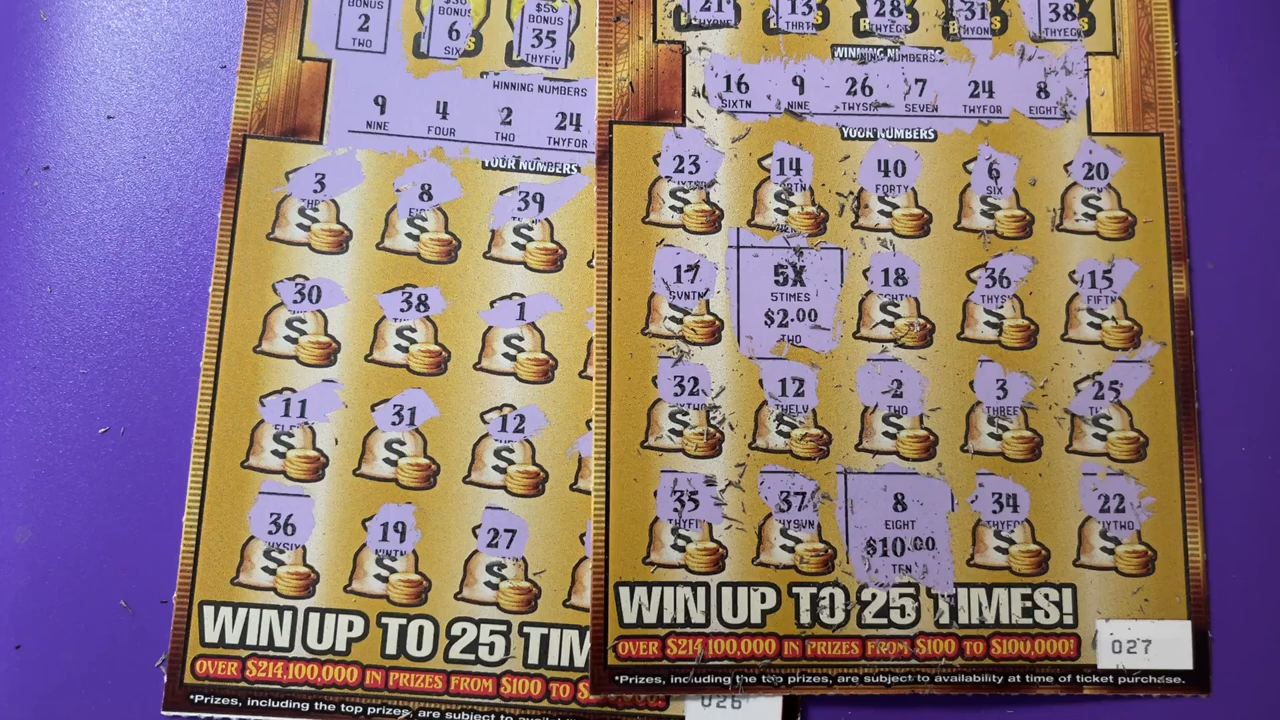 BONUS
2
TWO
BONUS
6
SIX
$50
BONUS
35
THYFIV
WINNING NUMBERS
9 4 2 24
NINE FOUR TWO TWYFOR
YOUR NUMBERS
3 8 39
30 38 1
11 31 12
36 19 27
WIN UP TO 25 TIM
OVER $214,100,000 IN PRIZES FROM $100 TO
*Prizes, including the top prizes, are subject to
026
21 13 28 31 38
WINNING NUMBERS
16 9 26 7 24 8
SIXTN NINE TWYSIX SEVEN TWYFOR EIGHT
YOUR NUMBERS
23 14 40 6 20
FORTY SIX
17 5X 18 36 15
SVNTN 5TIMES FIFTN
$2.00
TWO
32 12 2 3 25
TWELV TWO THREE
35 37 8 34 22
EIGHT
$10.00
TEN
WIN UP TO 25 TIMES!
OVER $214,100,000 IN PRIZES FROM $100 TO $100,000!
027
*Prizes, including the top prizes, are subject to availability at time of ticket purchase.